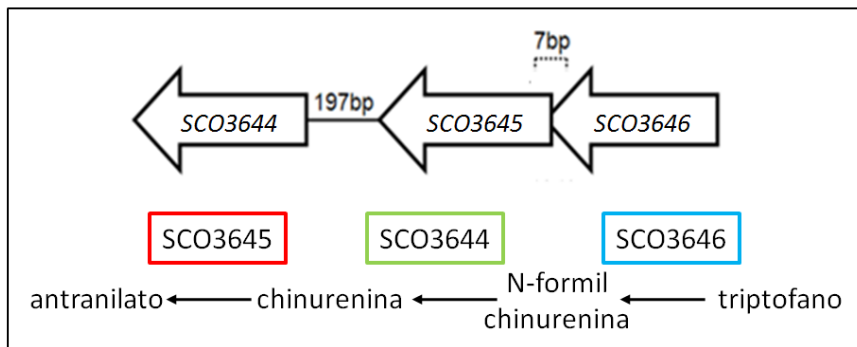 7bp
197bp
SCO3644
SCO3645
SCO3646
SCO3645
SCO3644
SCO3646
antranilato
chinurenina
N-formil
chinurenina
triptofano